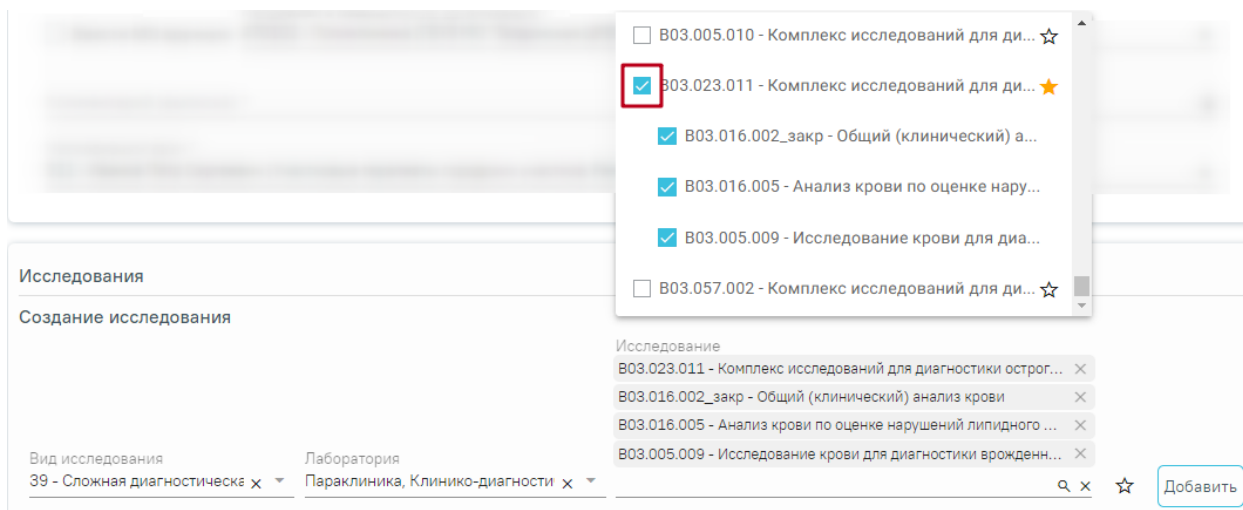 B03.005.010 - Комплекс исследований для ди...
B03.023.011 - Комплекс исследований для ди...
B03.016.002_закр - Общий (клинический) а...
B03.016.005 - Анализ крови по оценке нару...
B03.005.009 - Исследование крови для диа...
B03.057.002 - Комплекс исследований для ди...
Исследования
Создание исследования
Исследование
B03.023.011 - Комплекс исследований для диагностики острог...
B03.016.002_закр - Общий (клинический) анализ крови
B03.016.005 - Анализ крови по оценке нарушений липидного ...
B03.005.009 - Исследование крови для диагностики врожденн...
Вид исследования
39 - Сложная диагностическа
Лаборатория
Параклиника, Клинико-диагности
Добавить